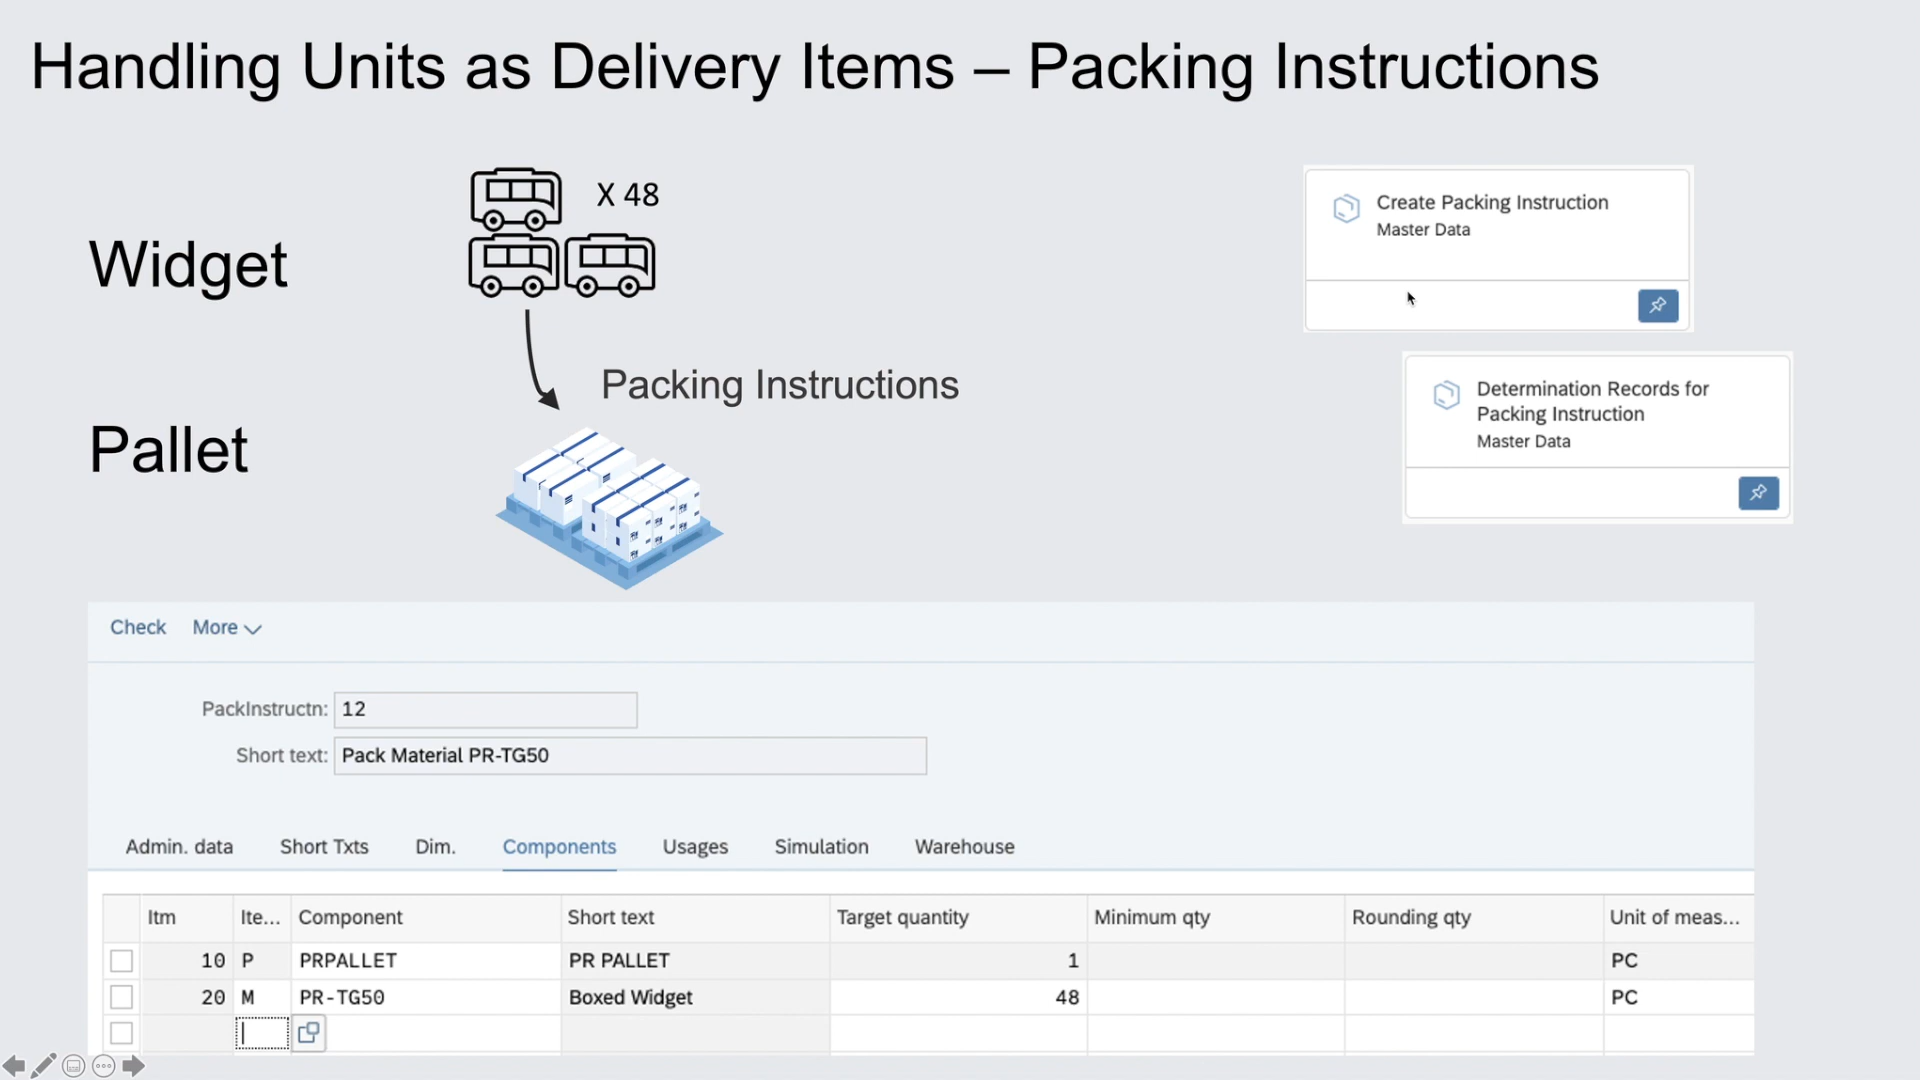 Handling Units as Delivery Items – Packing Instructions
X 48
Widget
Create Packing Instruction
Master Data
Packing Instructions
Determination Records for
Packing Instruction
Master Data
Pallet
Check More
PackInstructn: 12
Short text: Pack Material PR-TG50
Admin. data Short Txts Dim. Components Usages Simulation Warehouse
Itm Ite... Component Short text Target quantity Minimum qty Rounding qty Unit of meas...
10 P PRPALLET PR PALLET 1 PC
20 M PR-TG50 Boxed Widget 48 PC